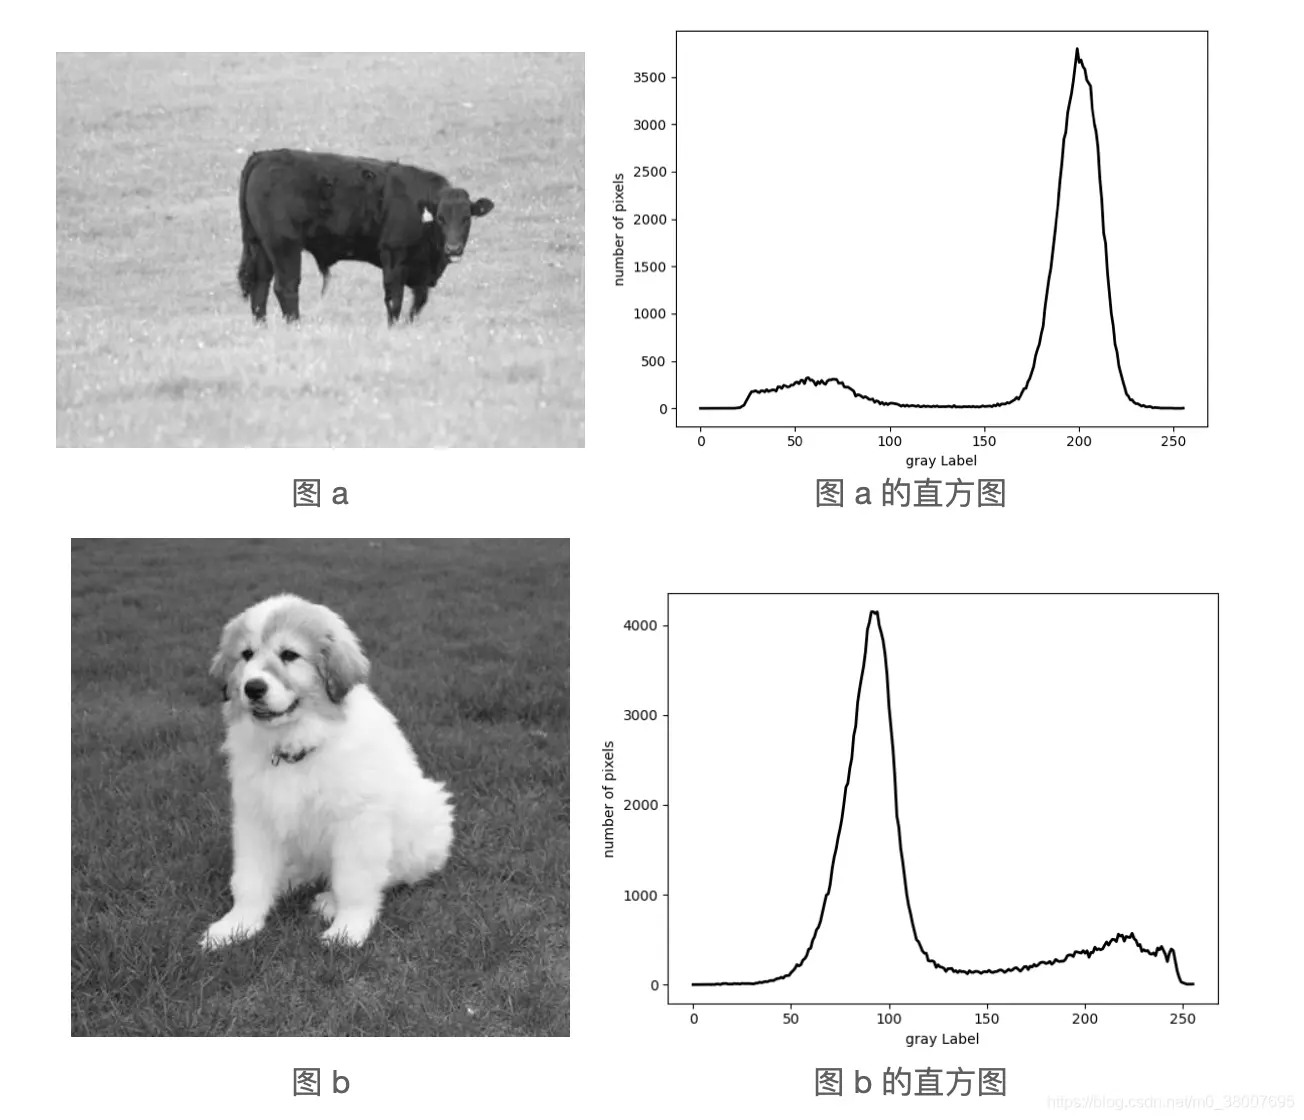 3500
3000
2500
2000
1500
1000
500
0
number of pixels
0 50 100 150 200 250
gray Label
图 a
图 a 的直方图
4000
3000
2000
1000
0
number of pixels
0 50 100 150 200 250
gray Label
图 b
图 b 的直方图
https://blog.csdn.net/m0_38007695